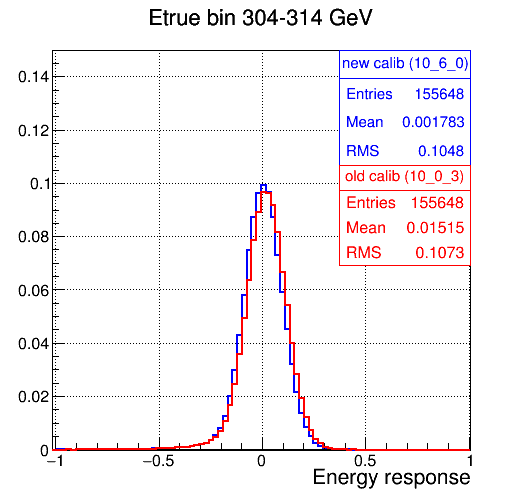 Etrue bin 304-314 GeV
new calib (10_6_0)
Entries 155648
Mean 0.001783
RMS 0.1048
old calib (10_0_3)
Entries 155648
Mean 0.01515
RMS 0.1073
0.14
0.12
0.1
0.08
0.06
0.04
0.02
0
−1 −0.5 0 0.5 1
Energy response